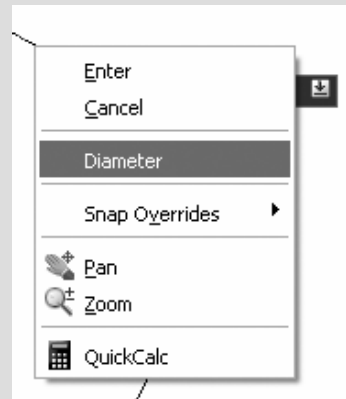 Enter
Cancel
Diameter
Snap Overrides
Pan
Zoom
QuickCalc